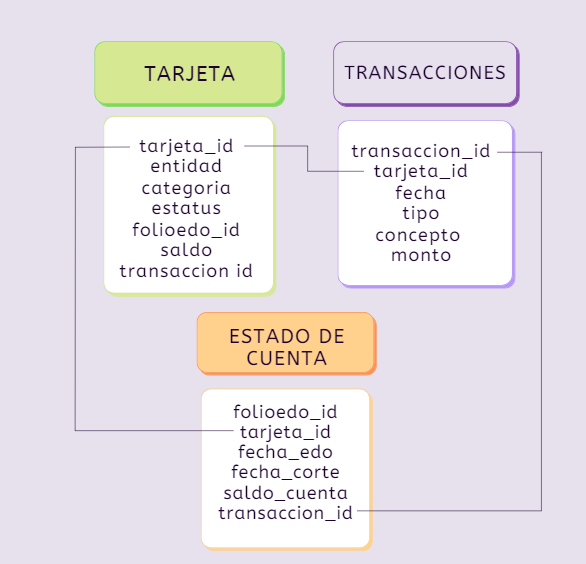 TARJETA
tarjeta_id
entidad
categoria
estatus
folioedo_id
saldo
transaccion id
TRANSACCIONES
transaccion_id
tarjeta_id
fecha
tipo
concepto
monto
ESTADO DE
CUENTA
folioedo_id
tarjeta_id
fecha_edo
fecha_corte
saldo_cuenta
transaccion_id